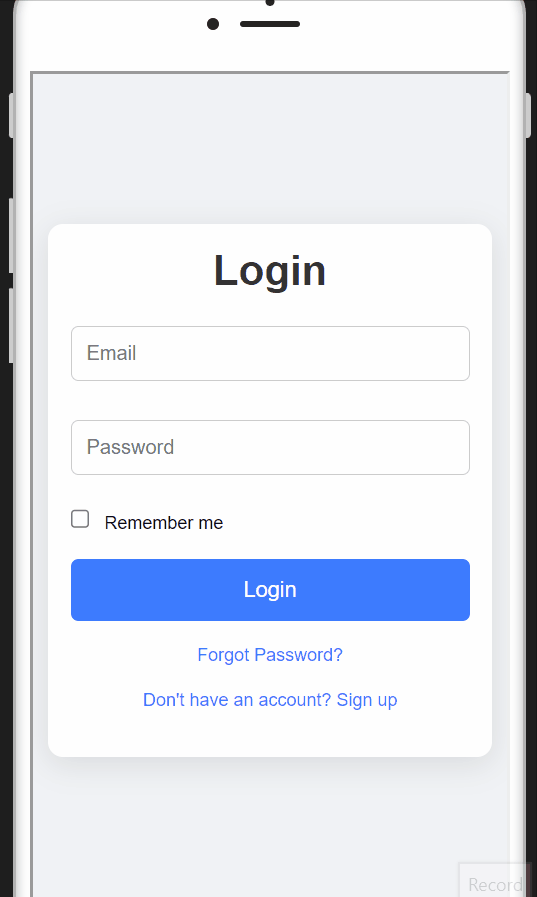 Login
Email
Password
Remember me
Login
Forgot Password?
Don't have an account? Sign up
Record